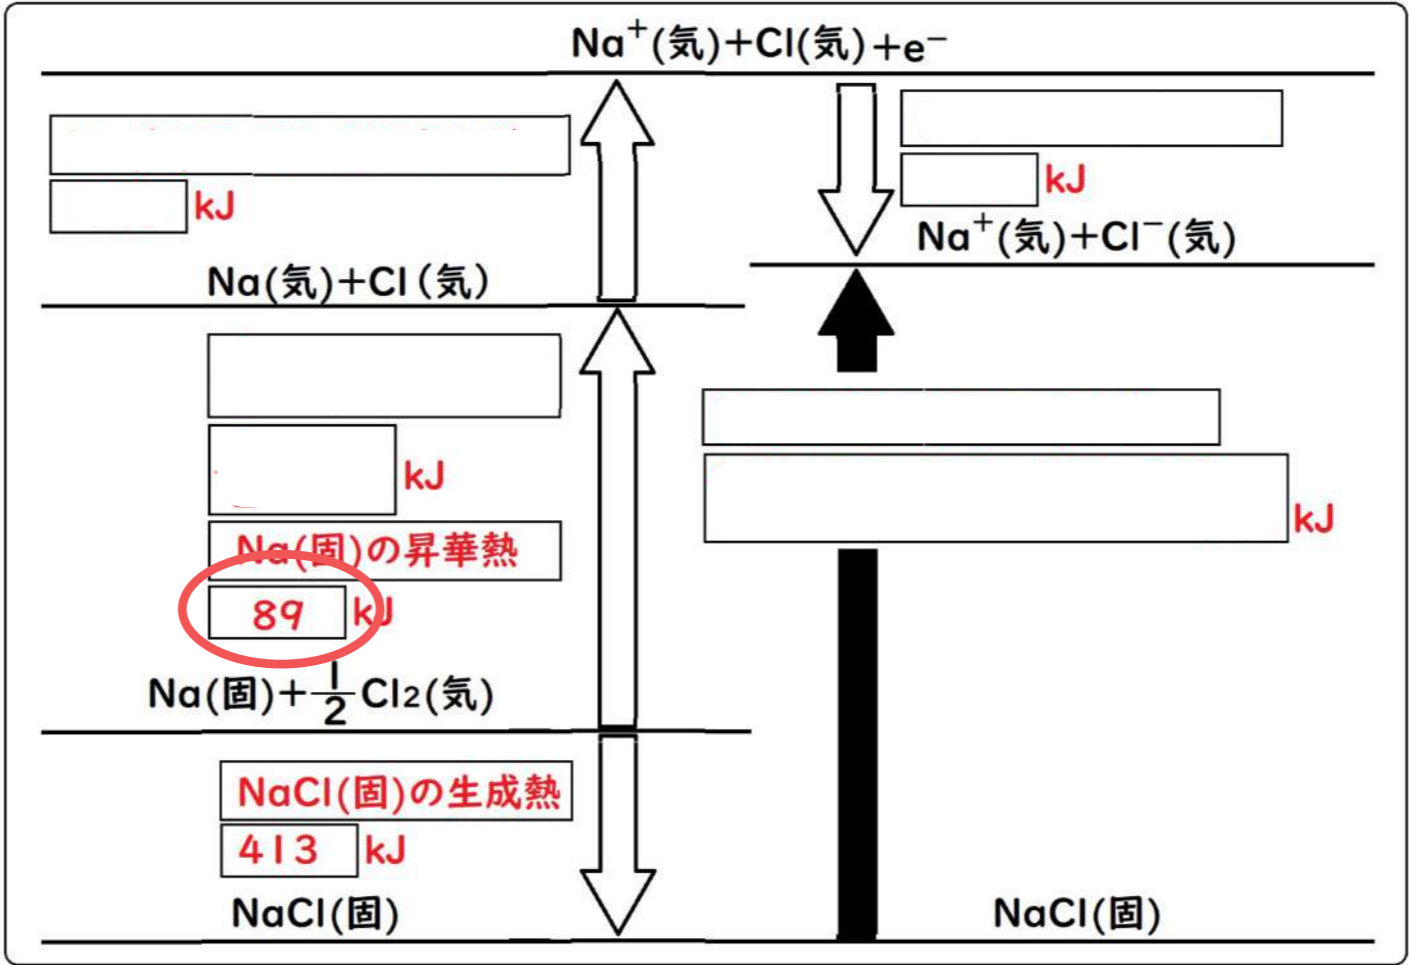 Na⁺(気)+Cl(気)+e⁻
kJ
kJ
Na⁺(気)+Cl⁻(気)
Na(気)+Cl(気)
kJ
kJ
Na(固)の昇華熱
89 kJ
Na(固)+1/2Cl₂(気)
NaCl(固)の生成熱
413 kJ
NaCl(固)
NaCl(固)